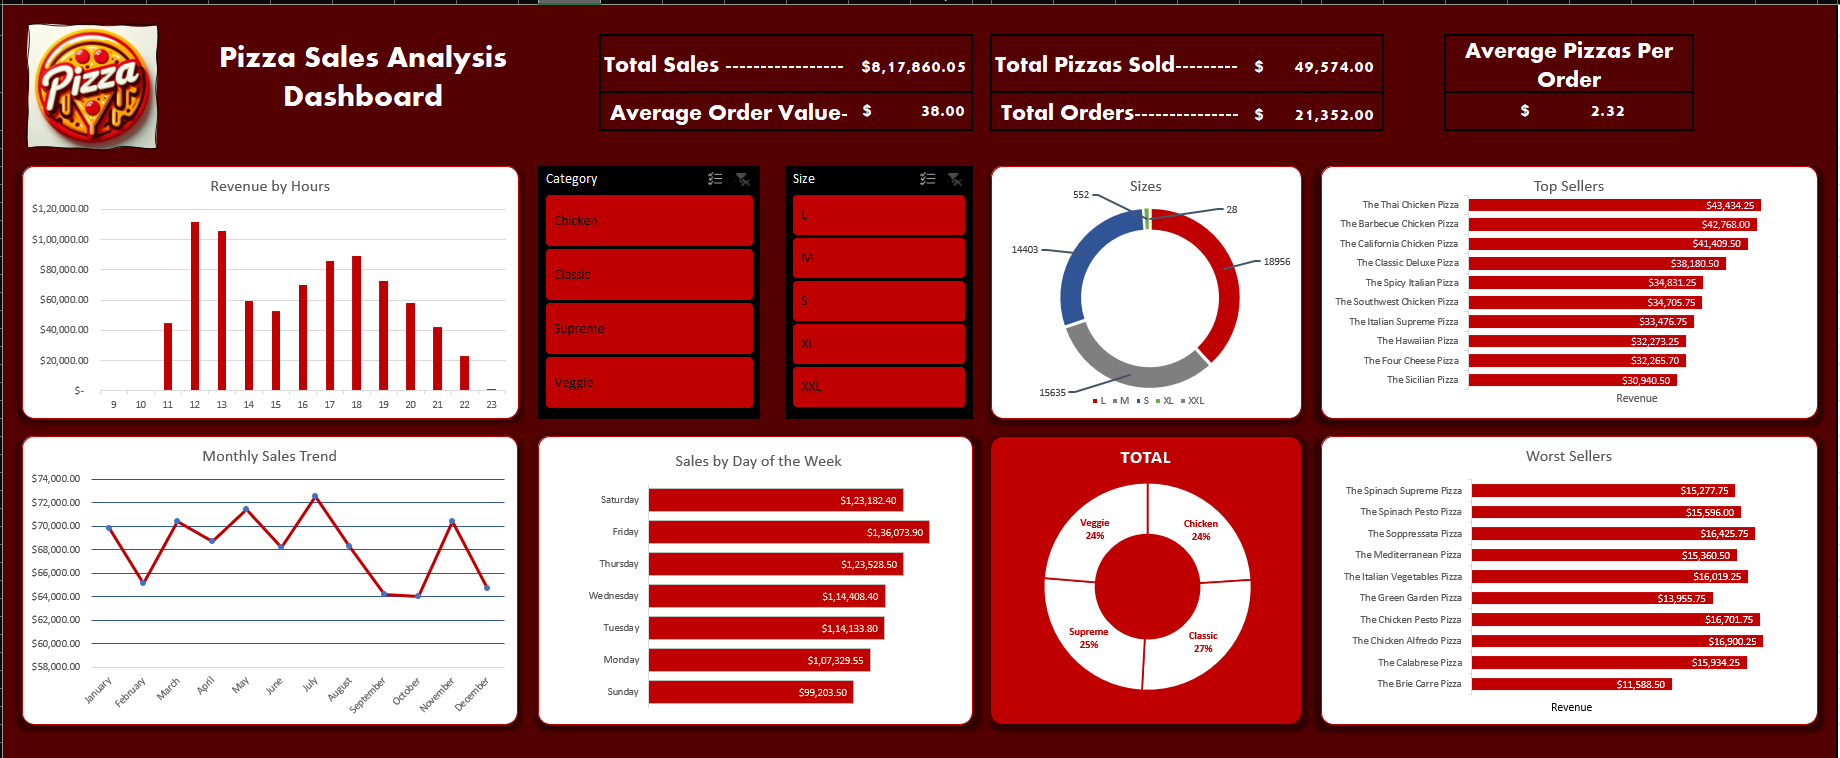 Pizza
Pizza Sales Analysis
Dashboard
Total Sales ----------------- $8,17,860.05
Average Order Value- $ 38.00
Total Pizzas Sold--------- $ 49,574.00
Total Orders--------------- $ 21,352.00
Average Pizzas Per
Order
$ 2.32
Revenue by Hours
$1,20,000.00
$1,00,000.00
$80,000.00
$60,000.00
$40,000.00
$20,000.00
$-
9 10 11 12 13 14 15 16 17 18 19 20 21 22 23
Category
Chicken
Classic
Supreme
Veggie
Size
L
M
S
XL
XXL
Sizes
552
28
14403
18956
15635
L M S XL XXL
Top Sellers
The Thai Chicken Pizza $43,434.25
The Barbecue Chicken Pizza $42,768.00
The California Chicken Pizza $41,409.50
The Classic Deluxe Pizza $38,180.50
The Spicy Italian Pizza $34,831.25
The Southwest Chicken Pizza $34,705.75
The Italian Supreme Pizza $33,476.75
The Hawaiian Pizza $32,273.25
The Four Cheese Pizza $32,265.70
The Sicilian Pizza $30,940.50
Revenue
Monthly Sales Trend
$74,000.00
$72,000.00
$70,000.00
$68,000.00
$66,000.00
$64,000.00
$62,000.00
$60,000.00
$58,000.00
January February March April May June July August September October November December
Sales by Day of the Week
Saturday $1,23,182.40
Friday $1,36,073.90
Thursday $1,23,528.50
Wednesday $1,14,408.40
Tuesday $1,14,133.80
Monday $1,07,329.55
Sunday $99,203.50
TOTAL
Veggie
24%
Chicken
24%
Supreme
25%
Classic
27%
Worst Sellers
The Spinach Supreme Pizza $15,277.75
The Spinach Pesto Pizza $15,596.00
The Soppressata Pizza $16,425.75
The Mediterranean Pizza $15,360.50
The Italian Vegetables Pizza $16,019.25
The Green Garden Pizza $13,955.75
The Chicken Pesto Pizza $16,701.75
The Chicken Alfredo Pizza $16,900.25
The Calabrese Pizza $15,934.25
The Brie Carre Pizza $11,588.50
Revenue